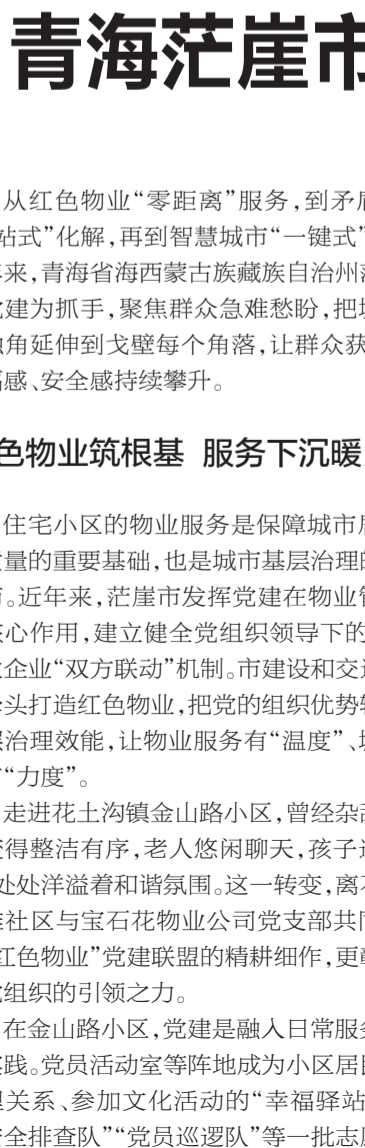 青海茫崖市
从红色物业“零距离”服务，到矛盾
站式”化解，再到智慧城市“一键式”
来，青海省海西蒙古族藏族自治州
建为抓手，聚焦群众急难愁盼，把
角延伸到戈壁每个角落，让群众获
感、安全感持续攀升。
色物业筑根基 服务下沉暖
住宅小区的物业服务是保障城市居
量的重要基础，也是城市基层治理的
。近年来，茫崖市发挥党建在物业管
心作用，建立健全党组织领导下的
企业“双方联动”机制。市建设和交通
头打造红色物业，把党的组织优势转
治理效能，让物业服务有“温度”、
“力度”。
走进花土沟镇金山路小区，曾经杂乱
得整洁有序，老人悠闲聊天，孩子
处处洋溢着和谐氛围。这一转变，离不
社区与宝石花物业公司党支部共同
红色物业”党建联盟的精耕细作，更
组织的引领之力。
在金山路小区，党建是融入日常服务
践。党员活动室等阵地成为小区居民
关系、参加文化活动的“幸福驿站
全排查队”“党员巡逻队”等一批志愿